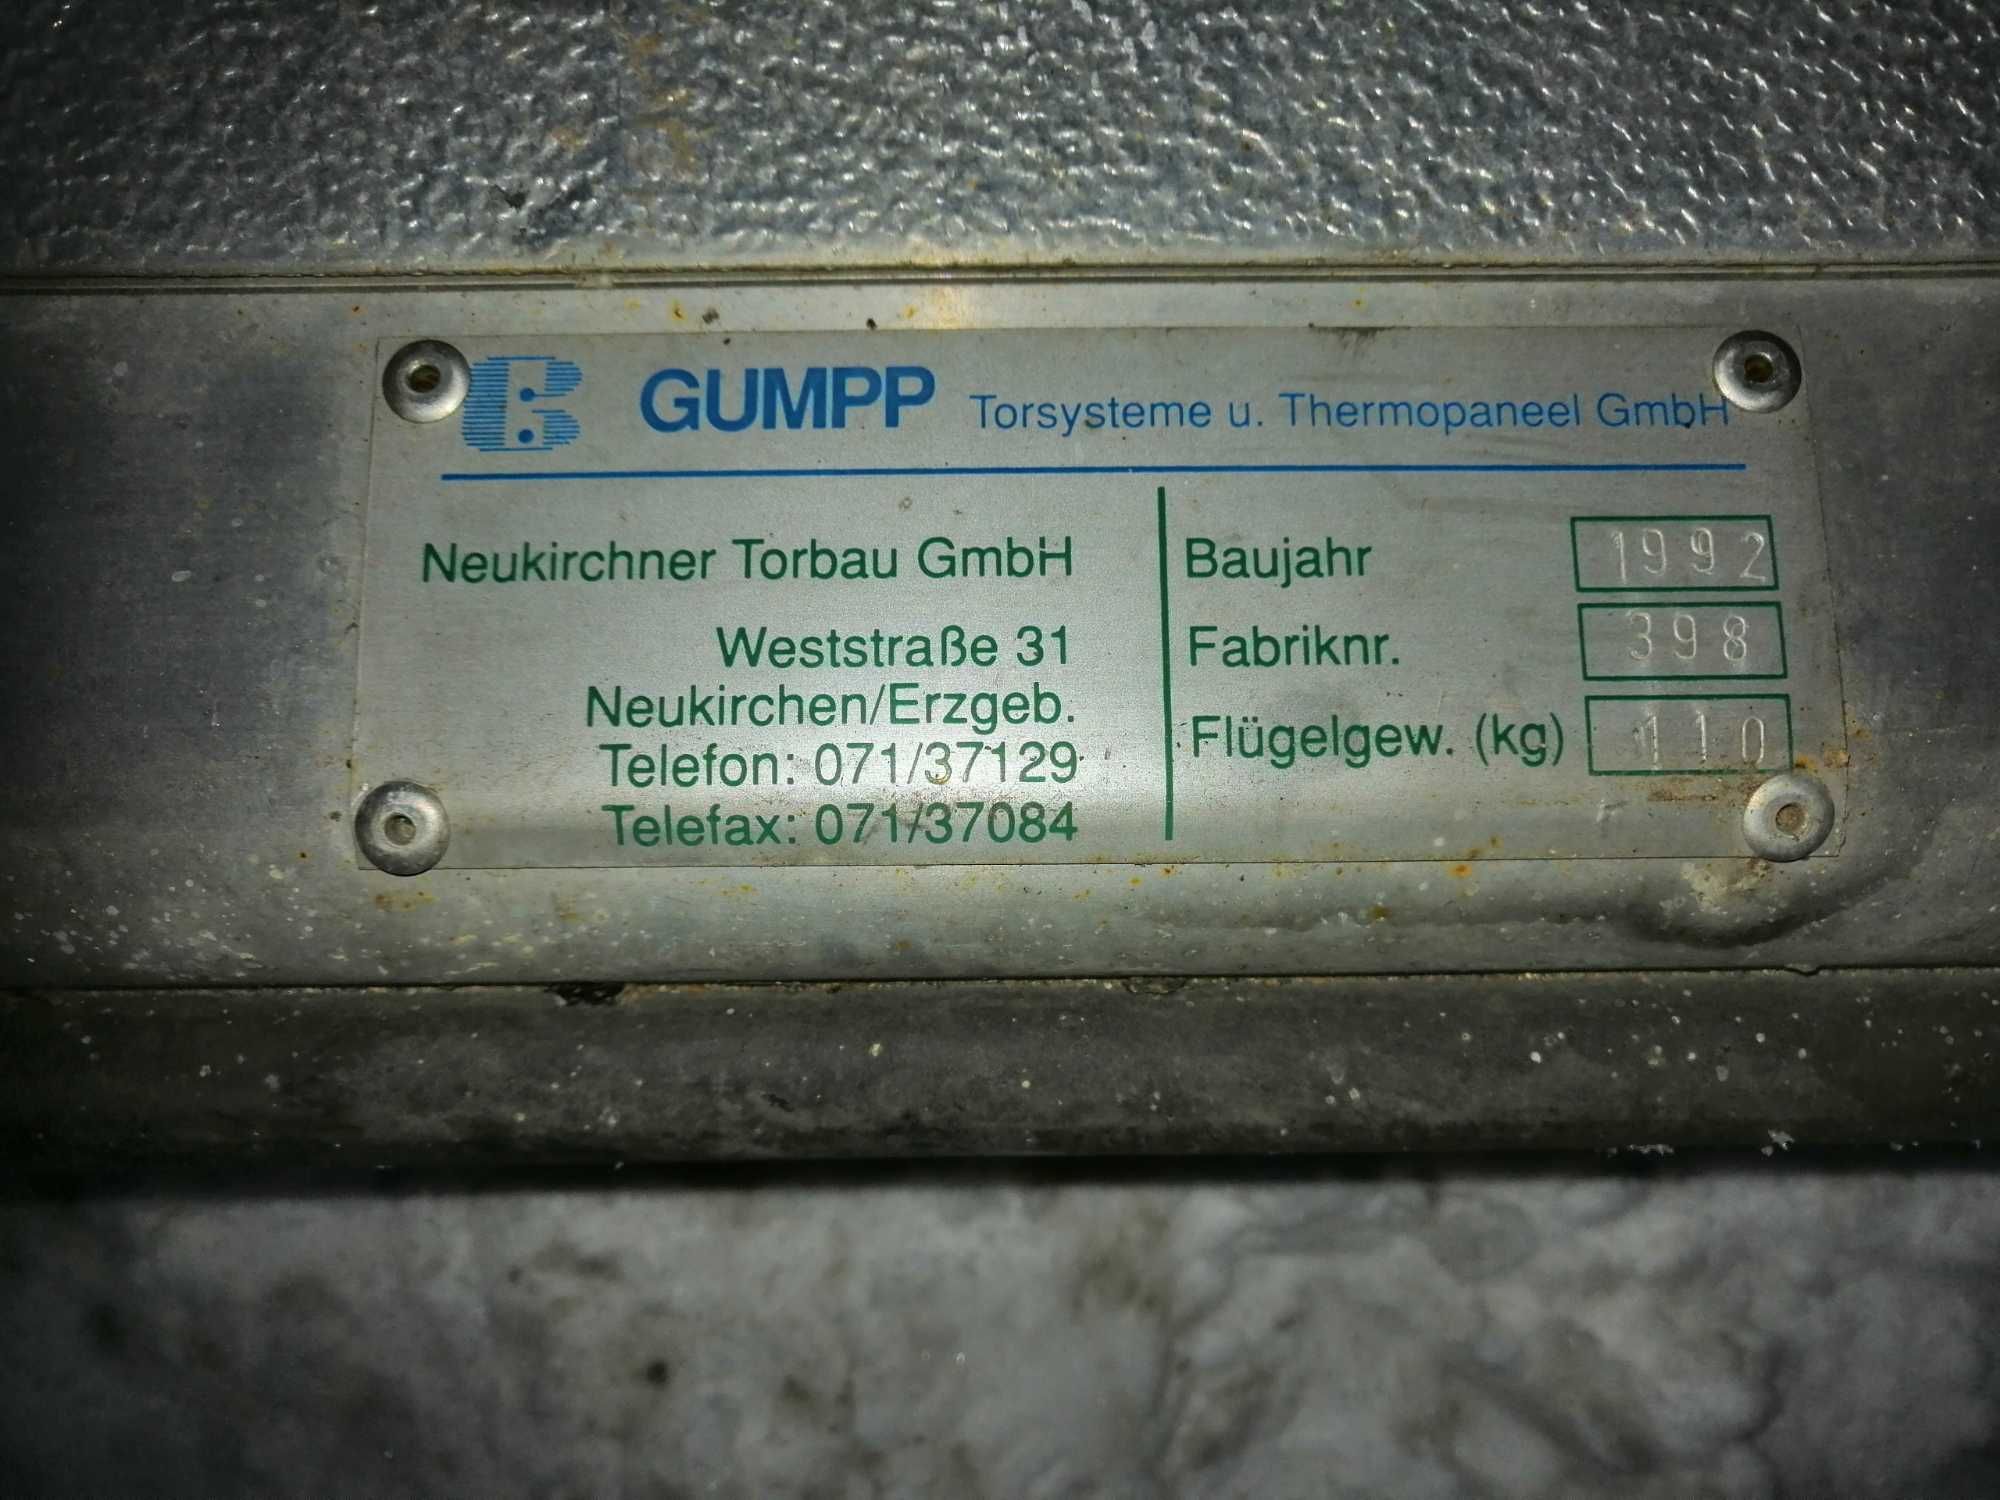 GUMPP Torsysteme u. Thermopaneel GmbH
Neukirchner Torbau GmbH
Weststraße 31
Neukirchen/Erzgeb.
Telefon: 071/37129
Telefax: 071/37084
Baujahr 1992
Fabriknr. 398
Flügelgew. (kg) 110